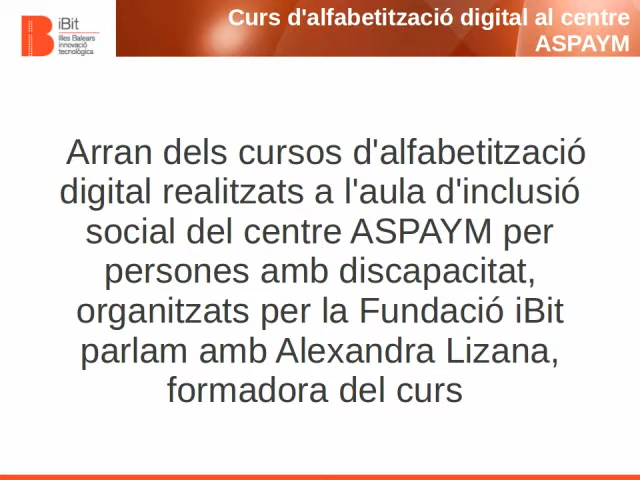 iBit
Illes Balears
innovació
tecnològica
Curs d'alfabetització digital al centre
ASPAYM
Arran dels cursos d'alfabetització
digital realitzats a l'aula d'inclusió
social del centre ASPAYM per
persones amb discapacitat,
organitzats per la Fundació iBit
parlam amb Alexandra Lizana,
formadora del curs